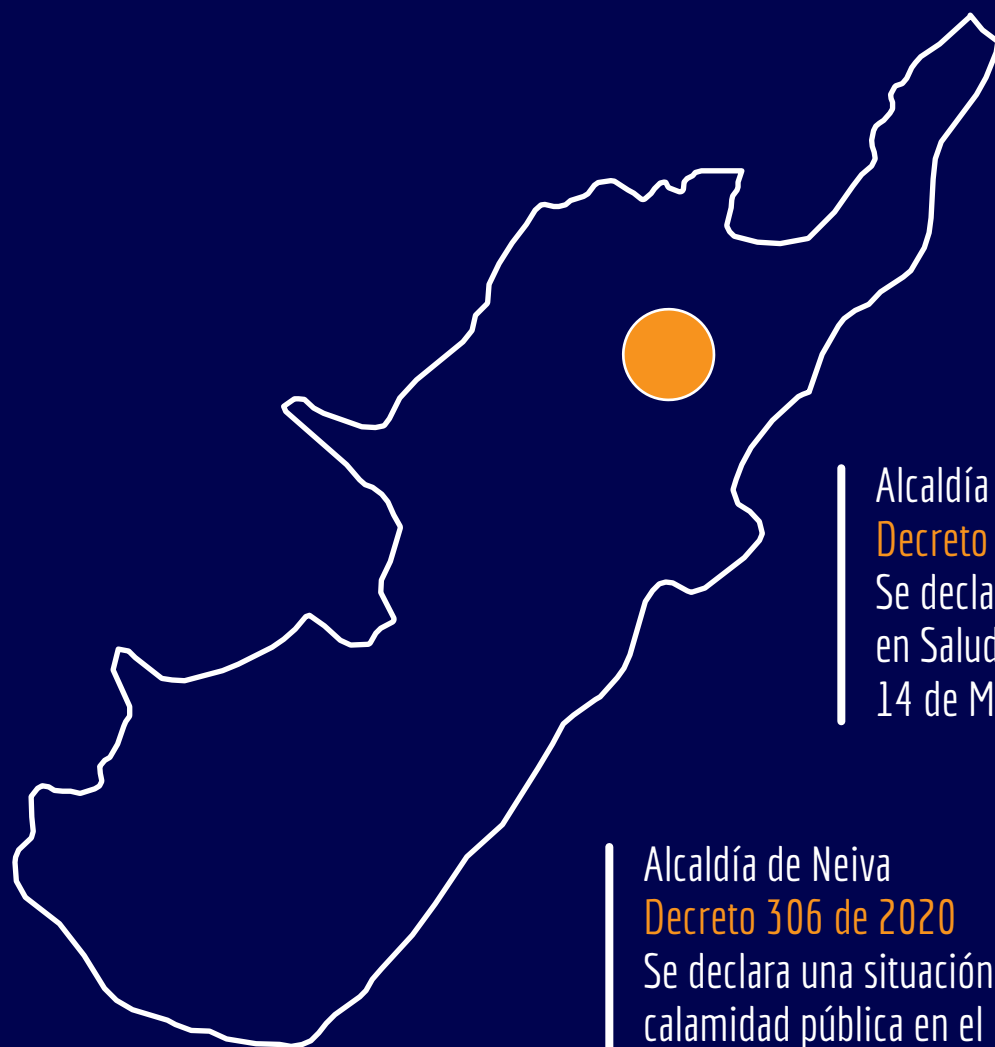 Alcaldía
Decreto
Se decla
en Salud
14 de M
Alcaldía de Neiva
Decreto 306 de 2020
Se declara una situación
calamidad pública en el